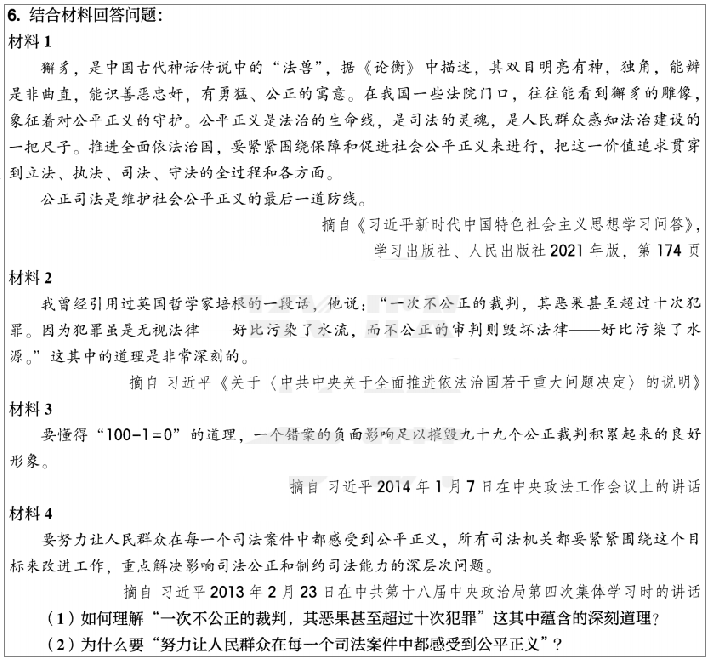 6. 结合材料回答问题：
材料 1
獬豸，是中国古代神话传说中的“法兽”，据《论衡》中描述，其双目明亮有神，独角，能辨
是非曲直，能识善恶忠奸，有勇猛、公正的寓意。在我国一些法院门口，往往能看到獬豸的雕像，
象征着对公平正义的守护。公平正义是法治的生命线，是司法的灵魂，是人民群众感知法治建设的
一把尺子。推进全面依法治国，要紧紧围绕保障和促进社会公平正义来进行，把这一价值追求贯穿
到立法、执法、司法、守法的全过程和各方面。
公正司法是维护社会公平正义的最后一道防线。
摘自《习近平新时代中国特色社会主义思想学习问答》，
学习出版社、人民出版社 2021 年版，第 174 页
材料 2
我曾经引用过英国哲学家培根的一段话，他说：“一次不公正的裁判，其恶果甚至超过十次犯
罪。因为犯罪虽是无视法律 好比污染了水流，而不公正的审判则毁坏法律——好比污染了水
源。”这其中的道理是非常深刻的。
摘自 习近平《关于〈中共中央关于全面推进依法治国若干重大问题决定〉的说明》
材料 3
要懂得“100-1=0”的道理，一个错案的负面影响足以摧毁九十九个公正裁判积累起来的良好
形象。
摘自 习近平 2014 年 1 月 7 日在中央政法工作会议上的讲话
材料 4
要努力让人民群众在每一个司法案件中都感受到公平正义，所有司法机关都要紧紧围绕这个目
标来改进工作，重点解决影响司法公正和制约司法能力的深层次问题。
摘自 习近平 2013 年 2 月 23 日在中共第十八届中央政治局第四次集体学习时的讲话
（1）如何理解“一次不公正的裁判，其恶果甚至超过十次犯罪”这其中蕴含的深刻道理？
（2）为什么要“努力让人民群众在每一个司法案件中都感受到公平正义”？